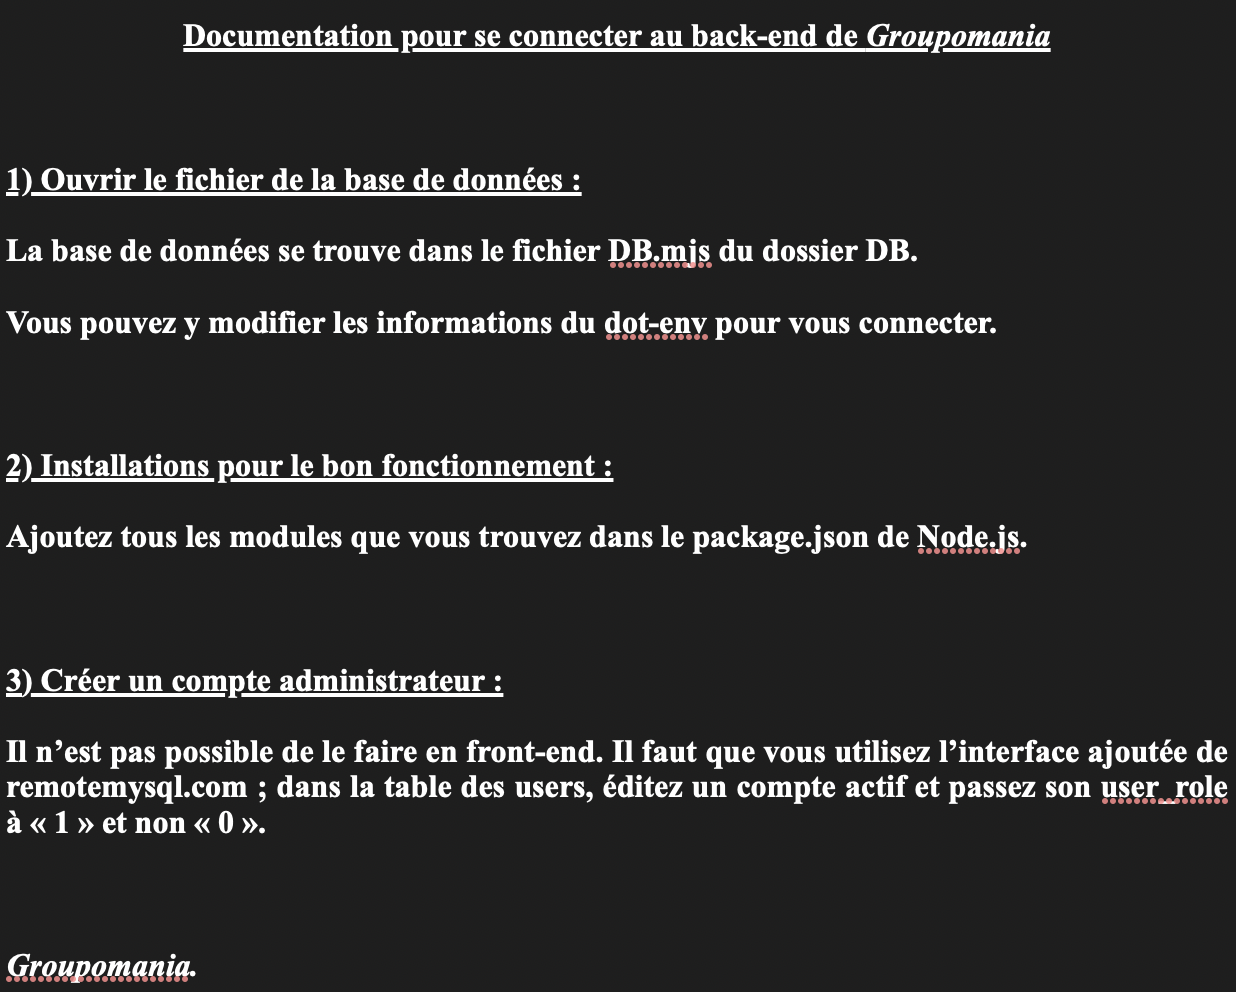 Documentation pour se connecter au back-end de Groupomania
1) Ouvrir le fichier de la base de données :
La base de données se trouve dans le fichier DB.mjs du dossier DB.
Vous pouvez y modifier les informations du dot-env pour vous connecter.
2) Installations pour le bon fonctionnement :
Ajoutez tous les modules que vous trouvez dans le package.json de Node.js.
3) Créer un compte administrateur :
Il n’est pas possible de le faire en front-end. Il faut que vous utilisez l’interface ajoutée de
remotemysql.com ; dans la table des users, éditez un compte actif et passez son user_role
à « 1 » et non « 0 ».
Groupomania.